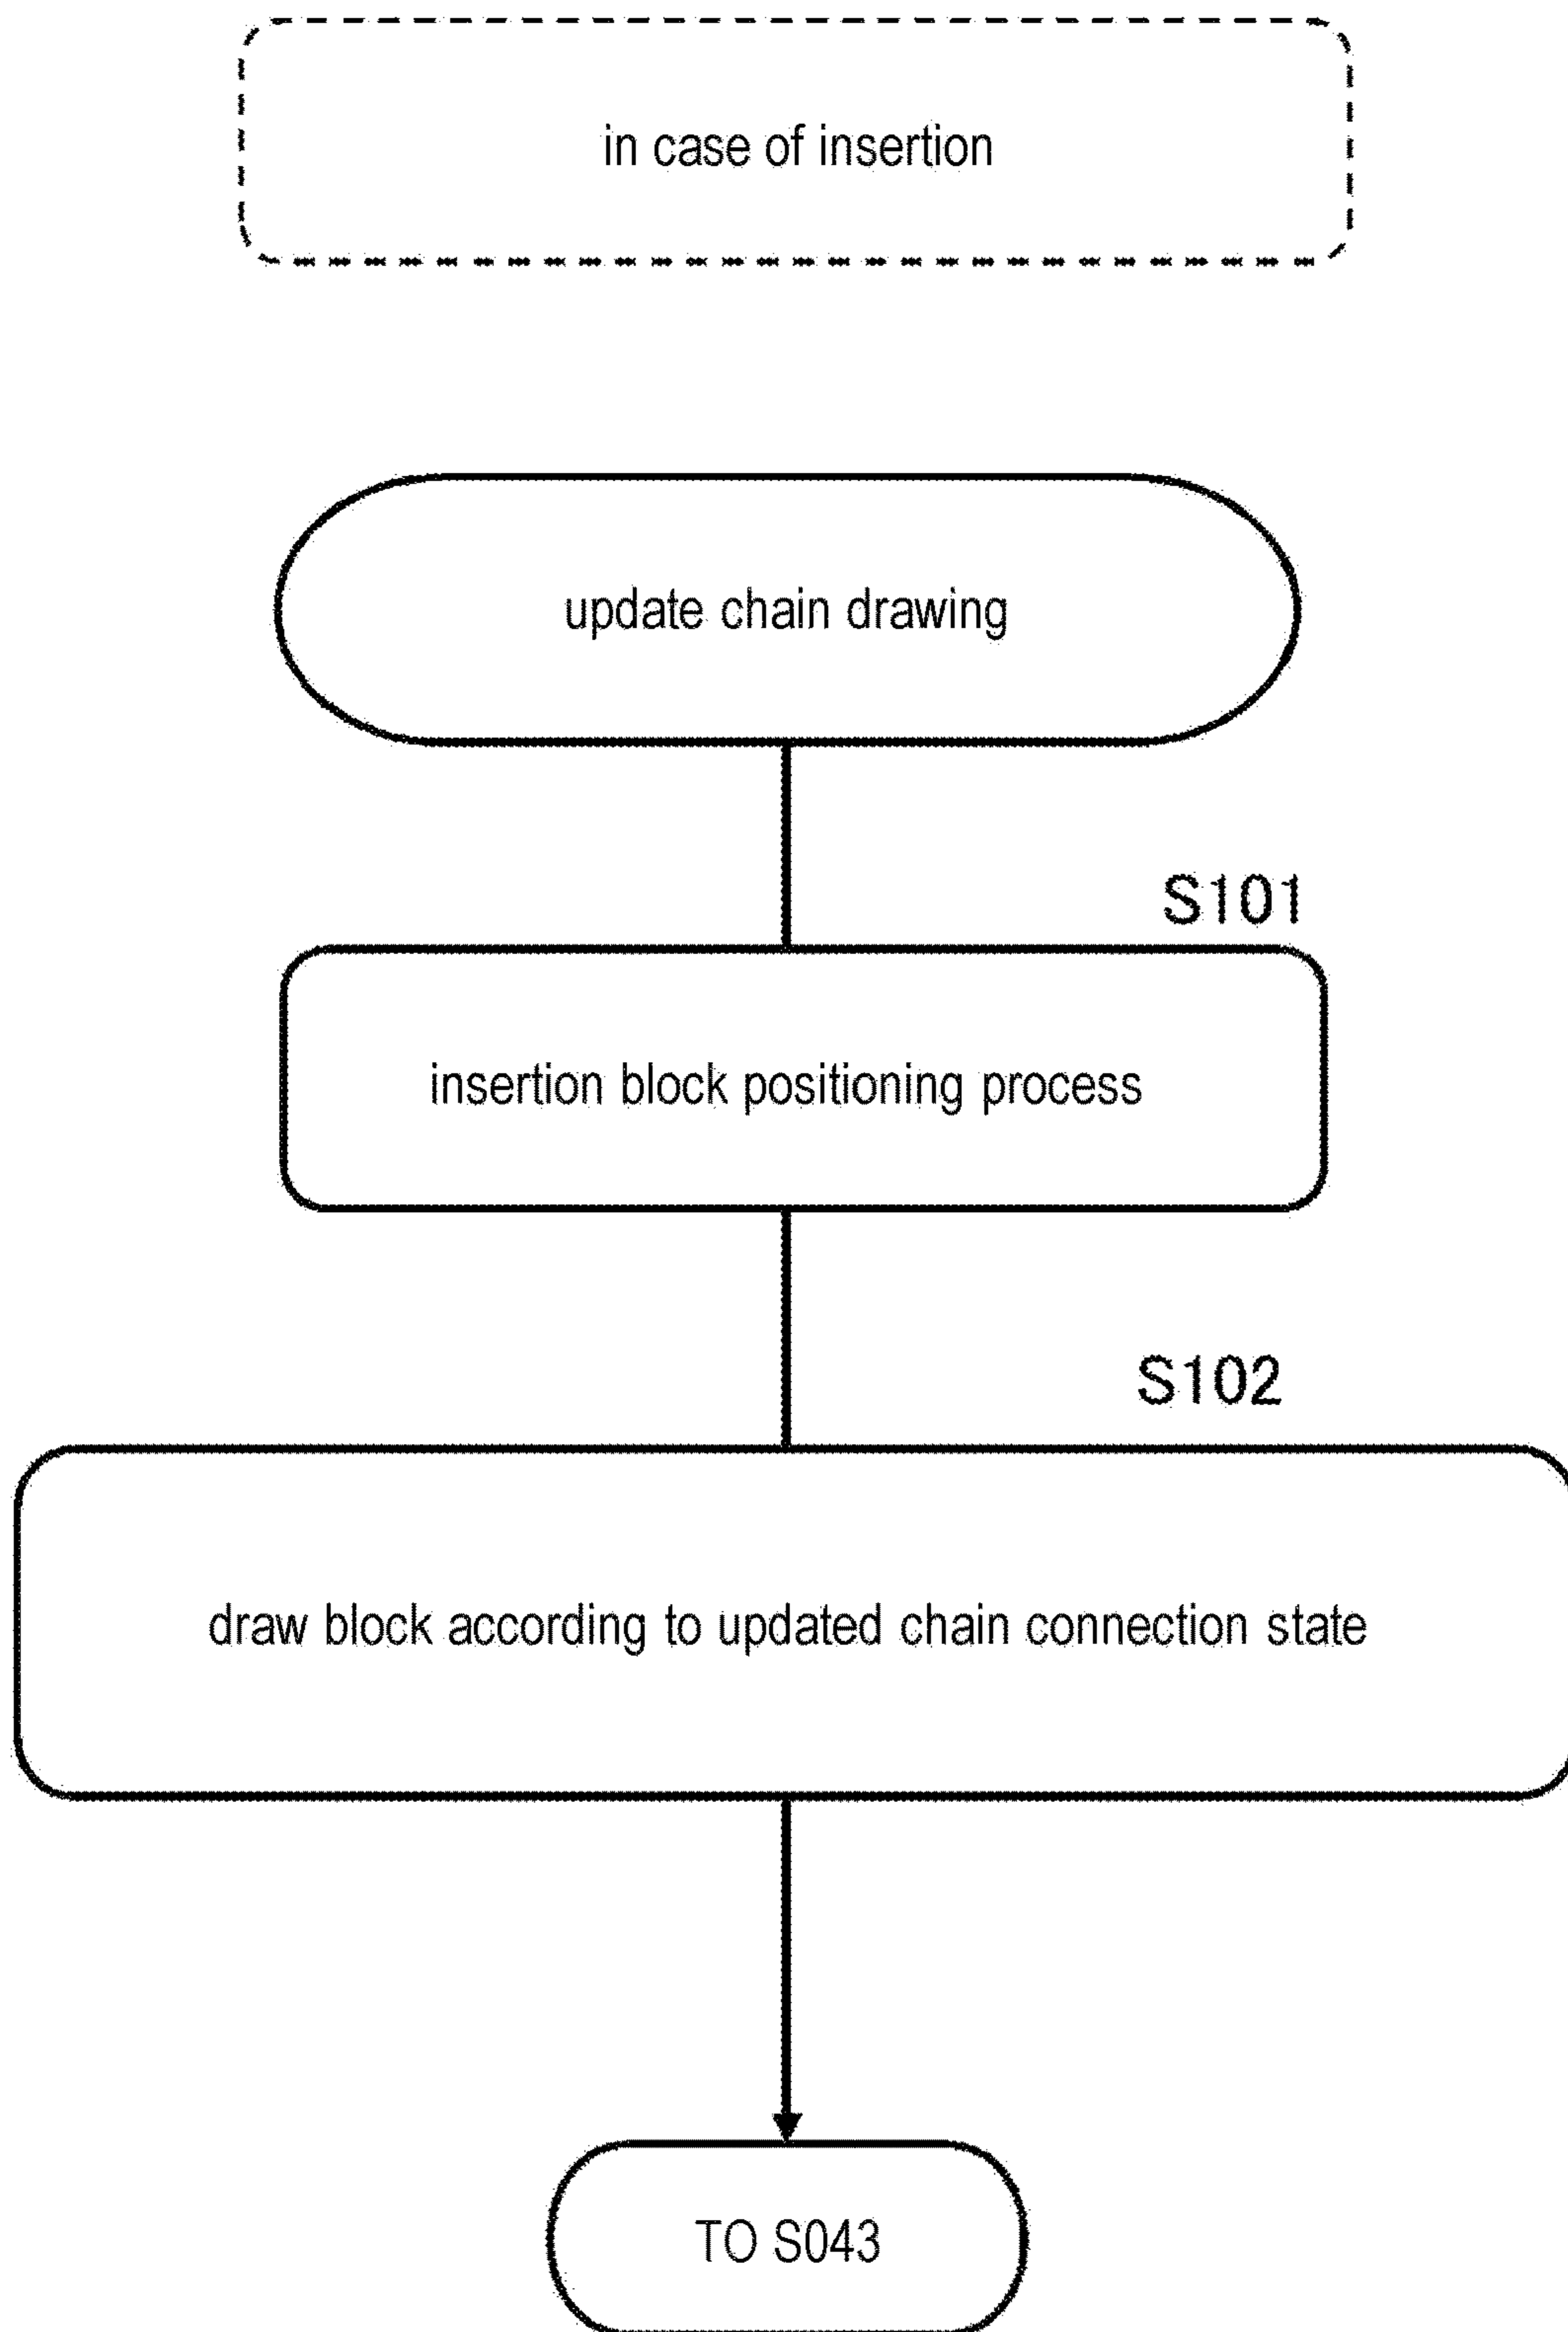 in case of insertion
update chain drawing
S101
insertion block positioning process
S102
draw block according to updated chain connection state
TO S043